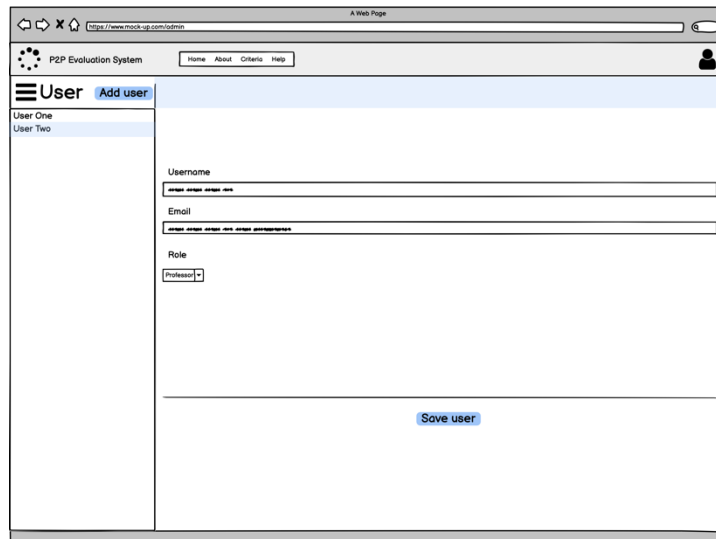 A Web Page
https://www.mock-up.com/admin
P2P Evaluation System
Home About Criteria Help
User Add user
User One
User Two
Username
Email
Role
Professor
Save user